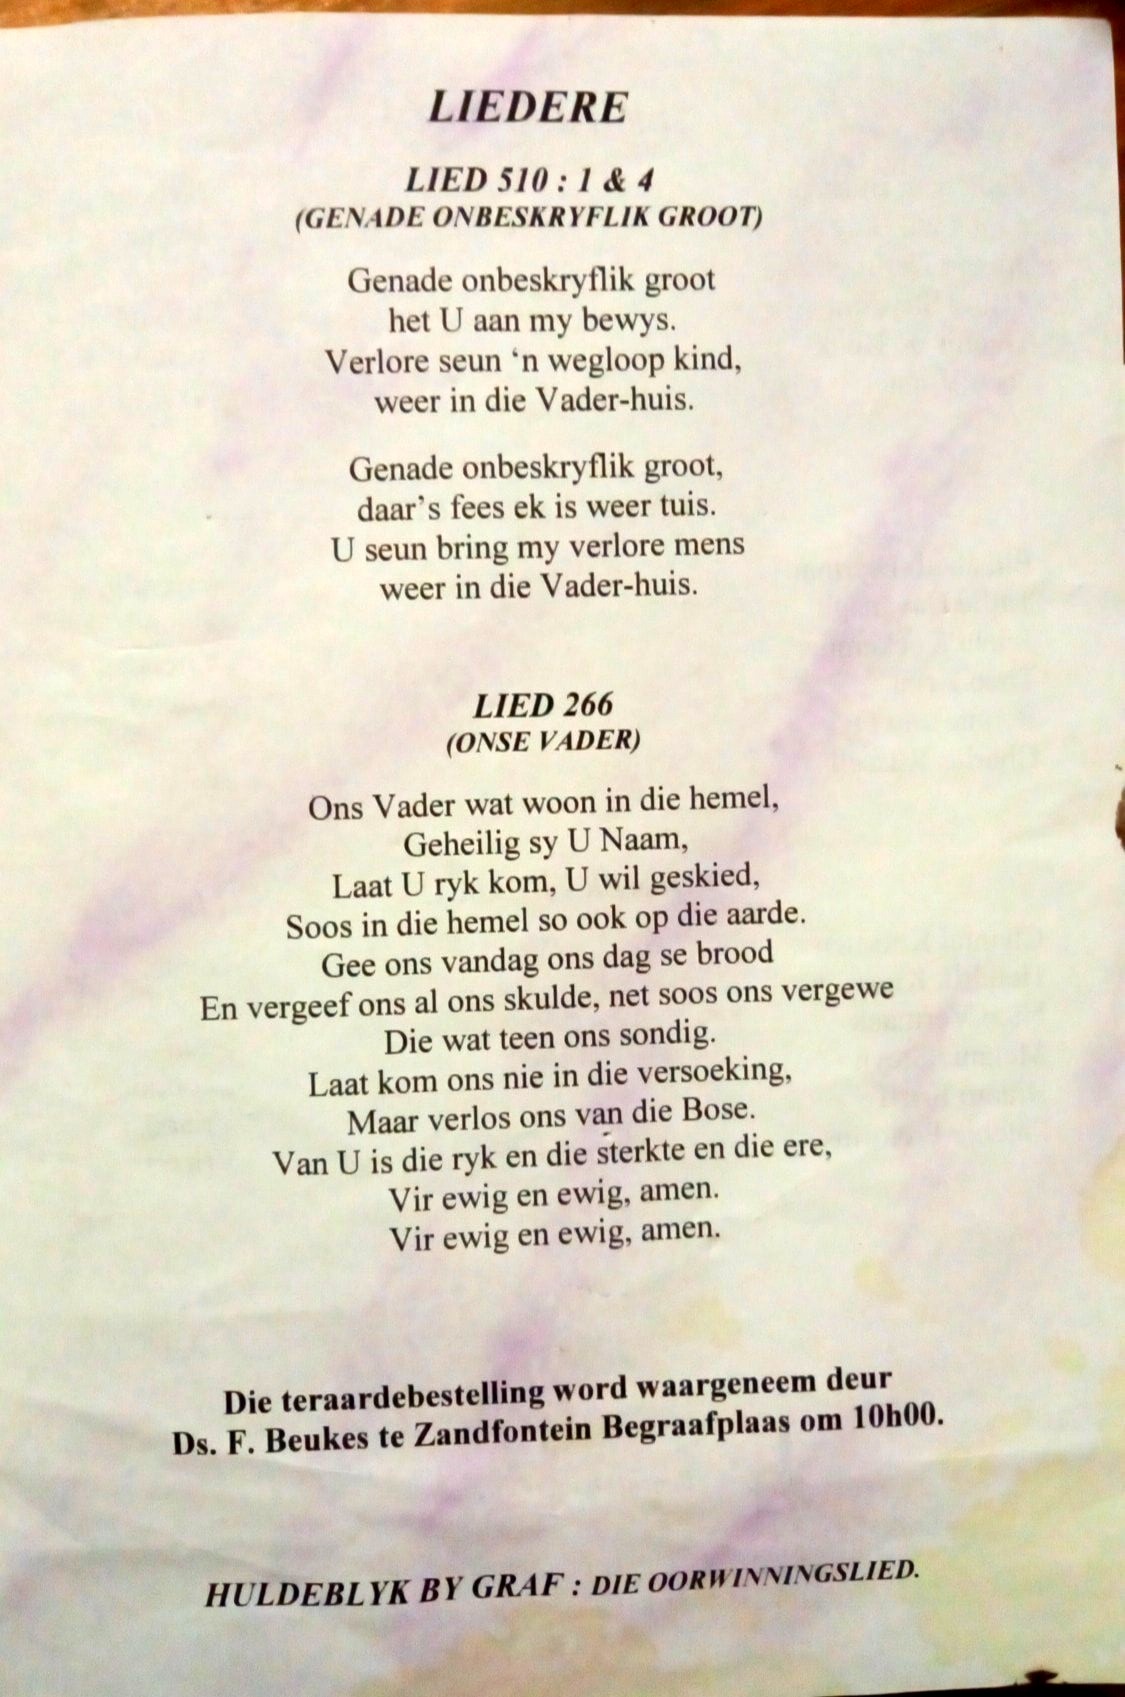 LIEDERE
LIED 510 : 1 & 4
(GENADE ONBESKRYFLIK GROOT)
Genade onbeskryflik groot
het U aan my bewys.
Verlore seun ‘n wegloop kind,
weer in die Vader-huis.
Genade onbeskryflik groot,
daar’s fees ek is weer tuis.
U seun bring my verlore mens
weer in die Vader-huis.
LIED 266
(ONSE VADER)
Ons Vader wat woon in die hemel,
Geheilig sy U Naam,
Laat U ryk kom, U wil geskied,
Soos in die hemel so ook op die aarde.
Gee ons vandag ons dag se brood
En vergeef ons al ons skulde, net soos ons vergewe
Die wat teen ons sondig.
Laat kom ons nie in die versoeking,
Maar verlos ons van die Bose.
Van U is die ryk en die sterkte en die ere,
Vir ewig en ewig, amen.
Vir ewig en ewig, amen.
Die teraardebestelling word waargeneem deur
Ds. F. Beukes te Zandfontein Begraafplaas om 10h00.
HULDEBLYK BY GRAF : DIE OORWINNINGSLIED.